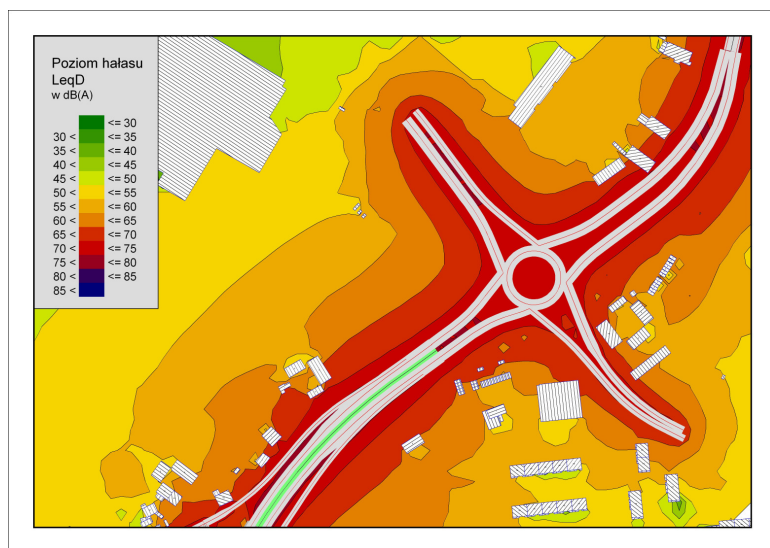 Poziom hałasu
LeqD
w dB(A)
<= 30
30 < <= 35
35 < <= 40
40 < <= 45
45 < <= 50
50 < <= 55
55 < <= 60
60 < <= 65
65 < <= 70
70 < <= 75
75 < <= 80
80 < <= 85
85 <